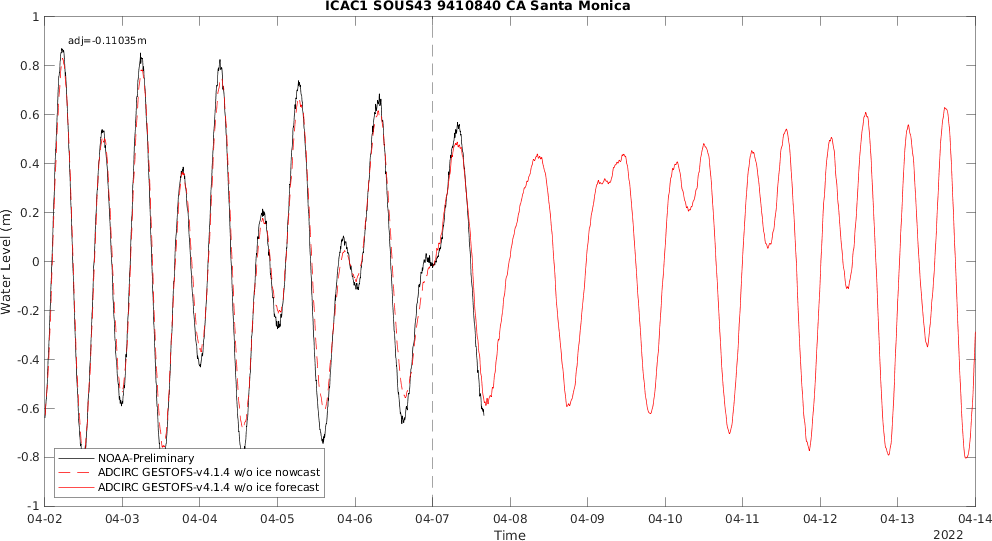 ICAC1 SOUS43 9410840 CA Santa Monica
adj=-0.11035m
1
0.8
0.6
0.4
0.2
0
-0.2
-0.4
-0.6
-0.8
-1
Water Level (m)
NOAA-Preliminary
ADCIRC GESTOFS-v4.1.4 w/o ice nowcast
ADCIRC GESTOFS-v4.1.4 w/o ice forecast
04-02 04-03 04-04 04-05 04-06 04-07 04-08 04-09 04-10 04-11 04-12 04-13 04-14
Time
2022